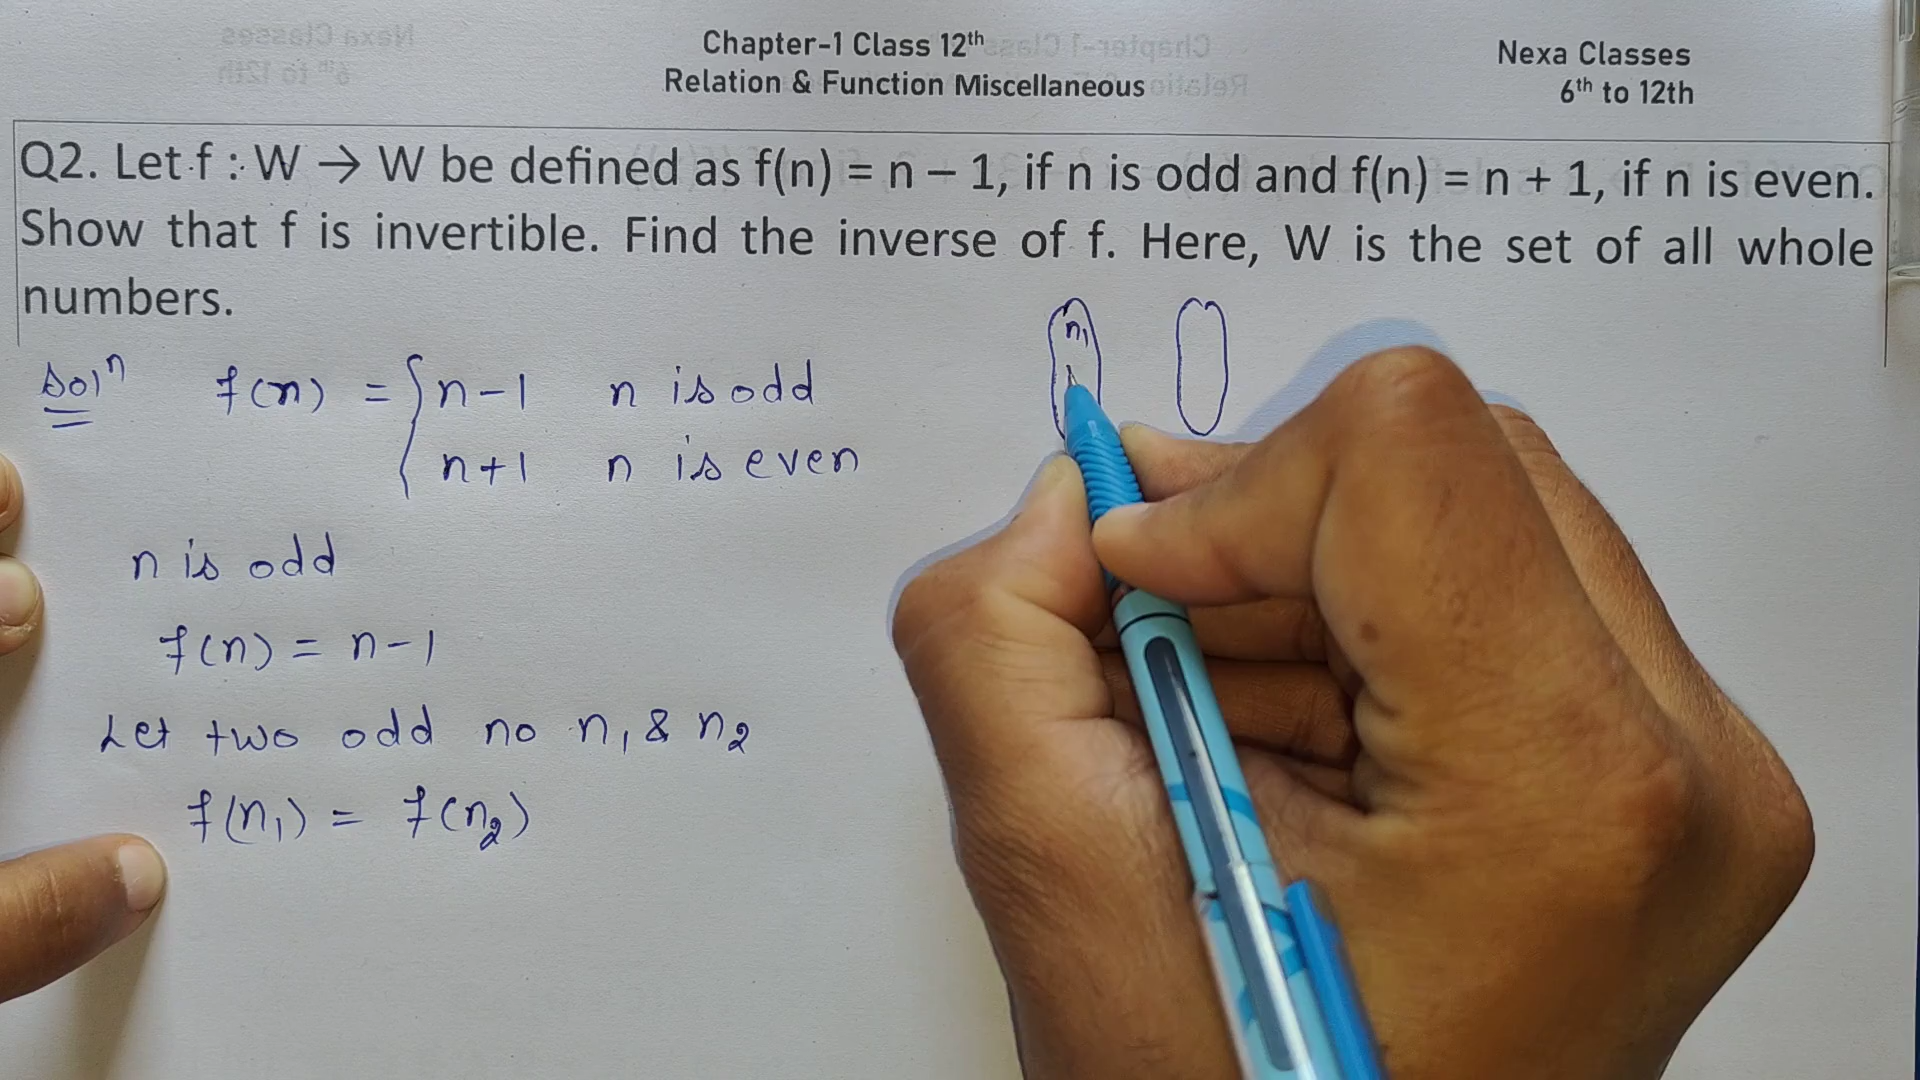 Chapter-1 Class 12th
Relation & Function Miscellaneous
Nexa Classes
6th to 12th
Q2. Let f : W → W be defined as f(n) = n – 1, if n is odd and f(n) = n + 1, if n is even.
Show that f is invertible. Find the inverse of f. Here, W is the set of all whole
numbers.
Solⁿ f(n) = { n-1 n is odd
n+1 n is even
n is odd
f(n) = n-1
Let two odd no n₁ & n₂
f(n₁) = f(n₂)
n₁